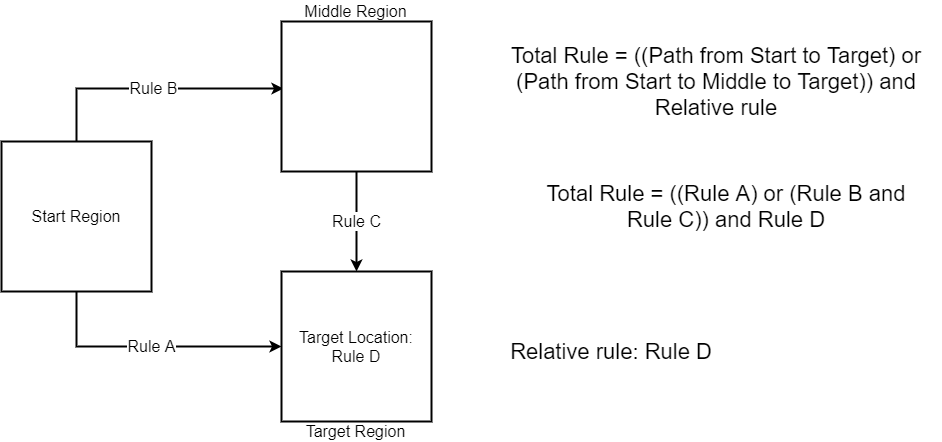 Middle Region
Rule B
Start Region
Rule C
Rule A
Target Location:
Rule D
Target Region
Total Rule = ((Path from Start to Target) or
(Path from Start to Middle to Target)) and
Relative rule
Total Rule = ((Rule A) or (Rule B and
Rule C)) and Rule D
Relative rule: Rule D